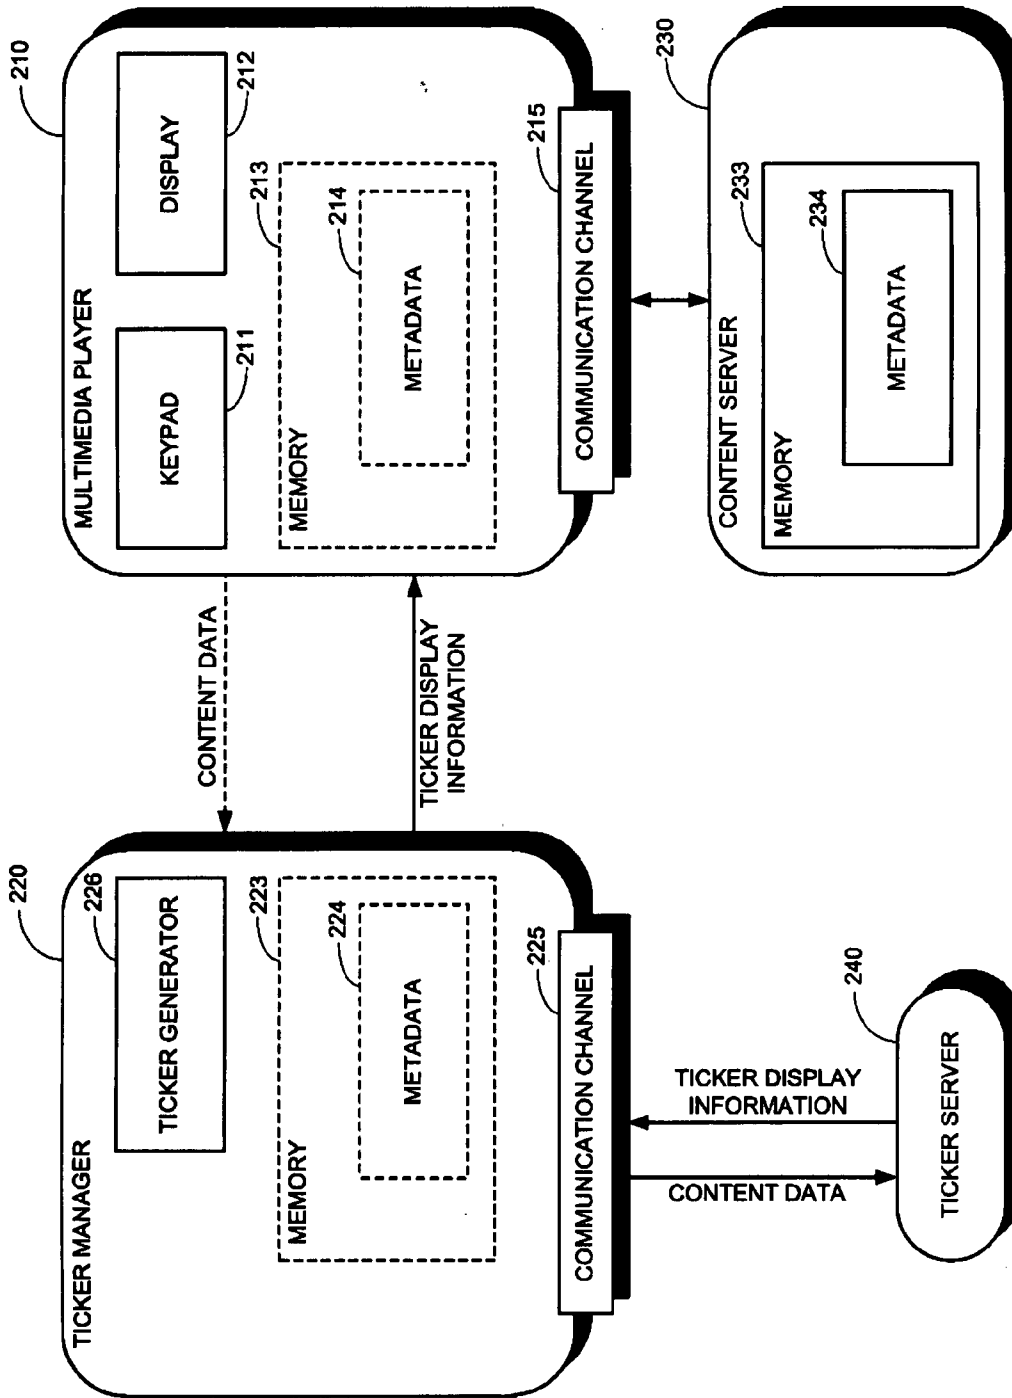 TICKER MANAGER
220
TICKER GENERATOR
226
MEMORY
223
METADATA
224
COMMUNICATION CHANNEL
225
CONTENT DATA
TICKER DISPLAY
INFORMATION
MULTIMEDIA PLAYER
210
KEYPAD
211
DISPLAY
212
MEMORY
213
METADATA
214
COMMUNICATION CHANNEL
215
TICKER DISPLAY
INFORMATION
CONTENT DATA
TICKER SERVER
240
CONTENT SERVER
230
MEMORY
233
METADATA
234